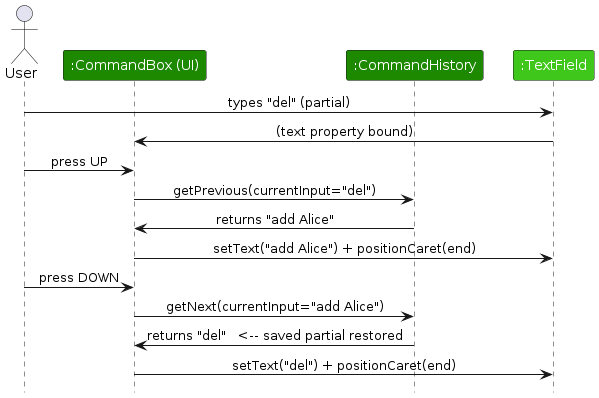 User
:CommandBox (UI)
:CommandHistory
:TextField
types "del" (partial)
(text property bound)
press UP
getPrevious(currentInput="del")
returns "add Alice"
setText("add Alice") + positionCaret(end)
press DOWN
getNext(currentInput="add Alice")
returns "del"   <-- saved partial restored
setText("del") + positionCaret(end)